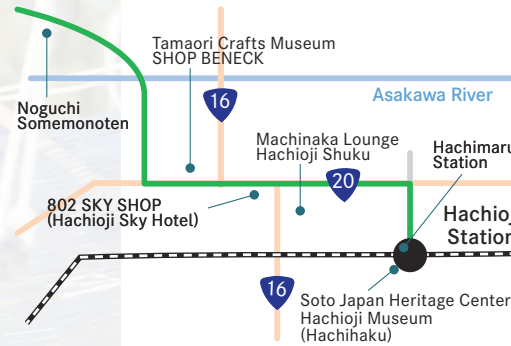 Tamaori Crafts Museum
SHOP BENECK
16
Asakawa River
Noguchi
Somemonoten
Machinaka Lounge
Hachioji Shuku
Hachimaru
Station
20
802 SKY SHOP
(Hachioji Sky Hotel)
Hachioj
Station
16
Soto Japan Heritage Center
Hachioji Museum
(Hachihaku)